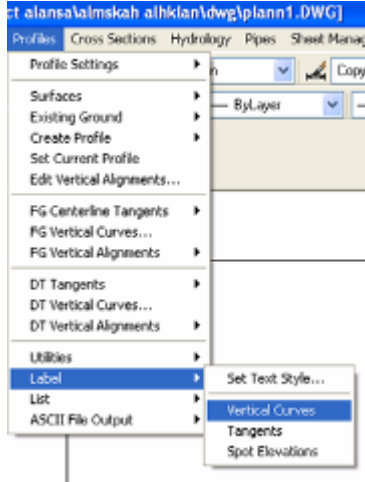 ct alansa\almskah alhklan\dwg\plann1.DWG]
Profiles Cross Sections Hydrology Pipes Sheet Manag
Profile Settings
Copy
Surfaces
ByLayer
Existing Ground
Create Profile
Set Current Profile
Edit Vertical Alignments...
FG Centerline Tangents
FG Vertical Curves...
FG Vertical Alignments
DT Tangents
DT Vertical Curves...
DT Vertical Alignments
Utilities
Label
Set Text Style...
List
Vertical Curves
ASCII File Output
Tangents
Spot Elevations